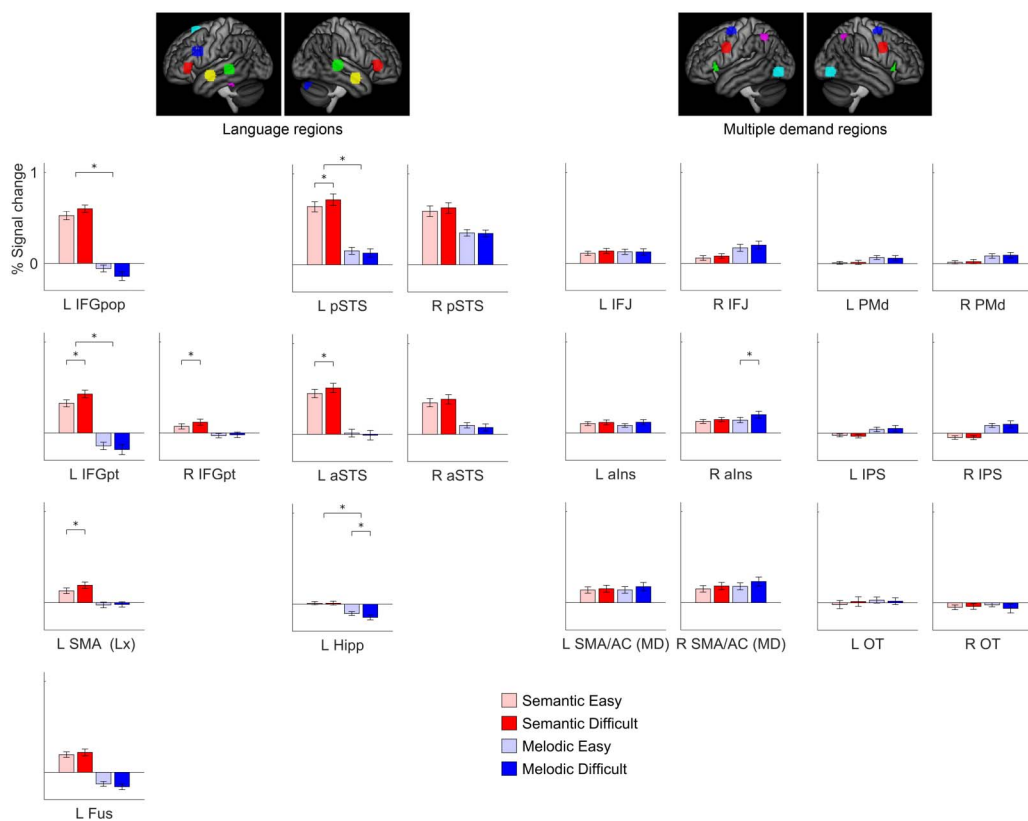 Language regions
Multiple demand regions
% Signal change
1
0
*
L IFGpop
*
*
L pSTS
R pSTS
L IFJ
R IFJ
L PMd
R PMd
*
*
L IFGpt
*
R IFGpt
*
L aSTS
R aSTS
L aIns
*
R aIns
L IPS
R IPS
*
L SMA (Lx)
*
*
L Hipp
L SMA/AC (MD)
R SMA/AC (MD)
L OT
R OT
L Fus
Semantic Easy
Semantic Difficult
Melodic Easy
Melodic Difficult